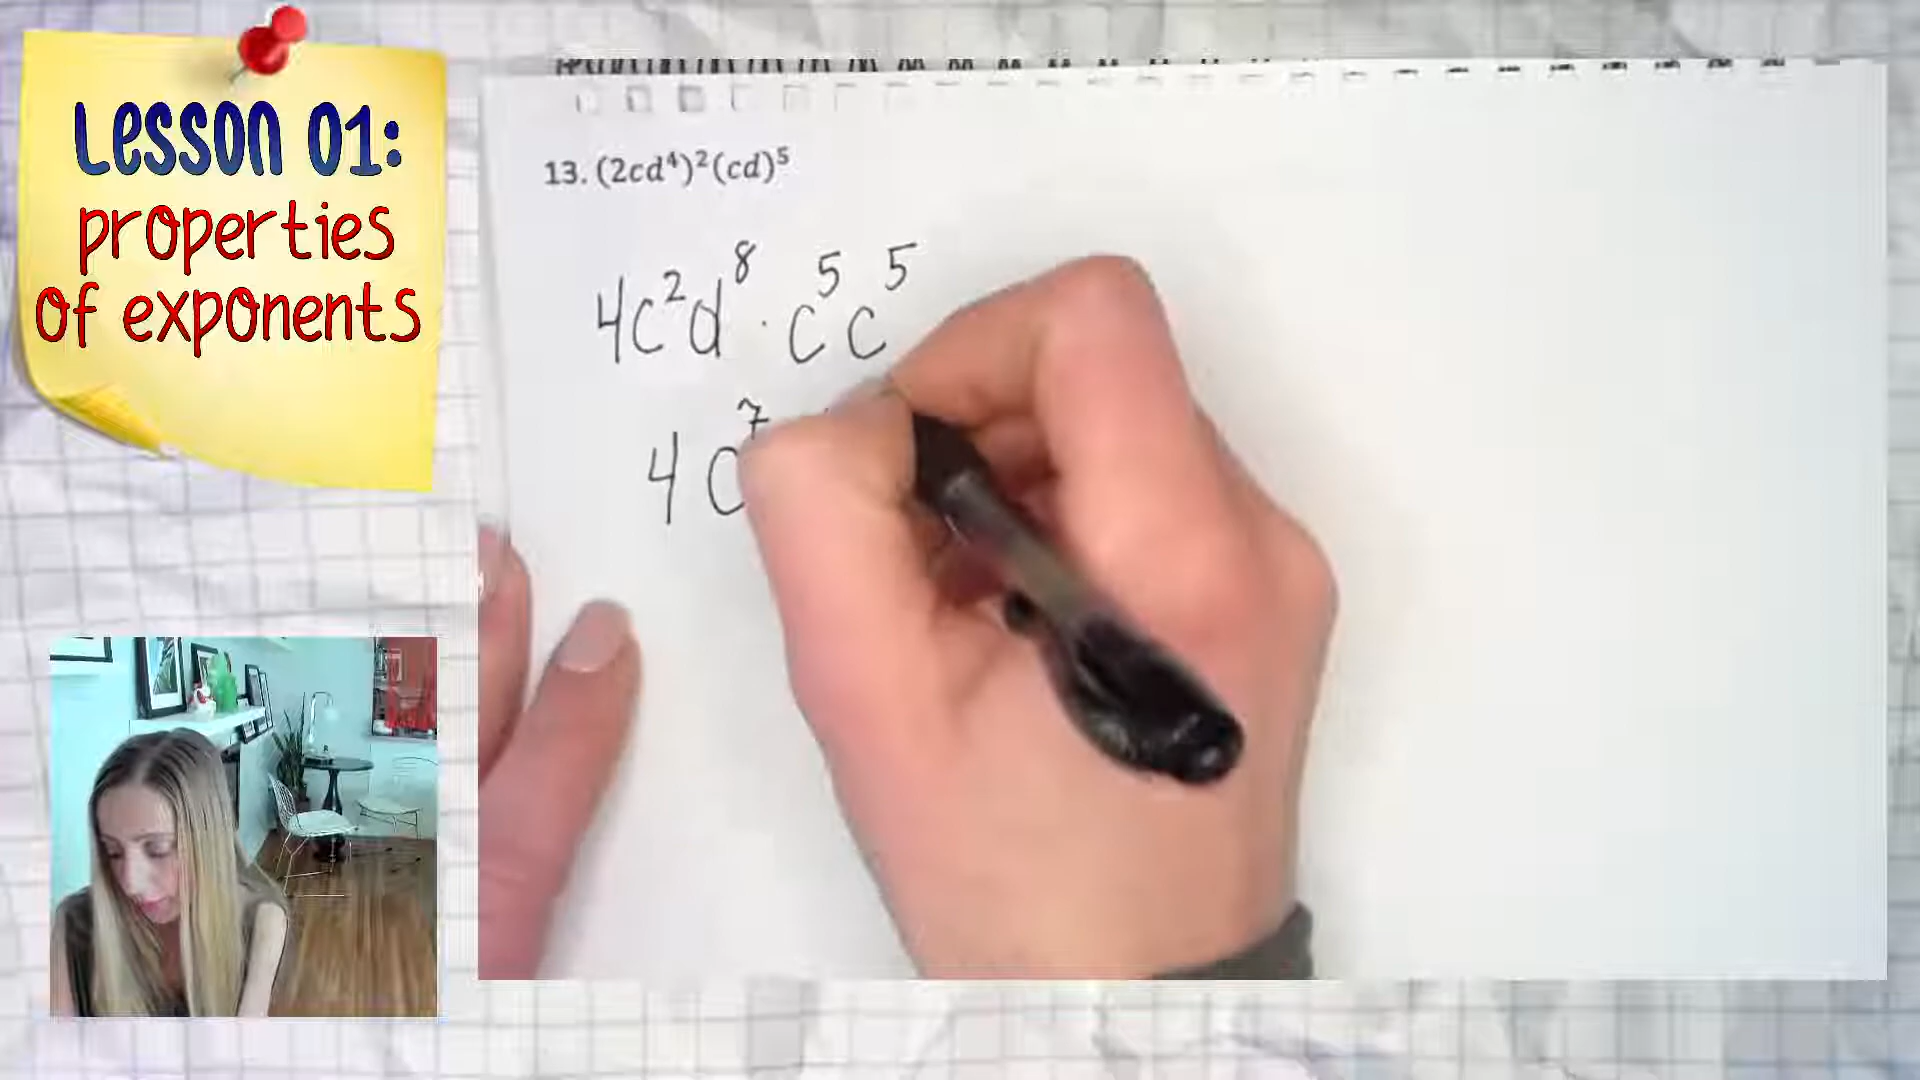 Lesson 01:
properties
of exponents
13. (2cd⁴)²(cd)⁵
4c²d⁸ · c⁵c⁵
4c⁷